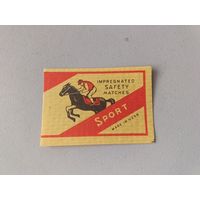 IMPREGNATED
SAFETY
MATCHES
SPORT
MADE IN USSR